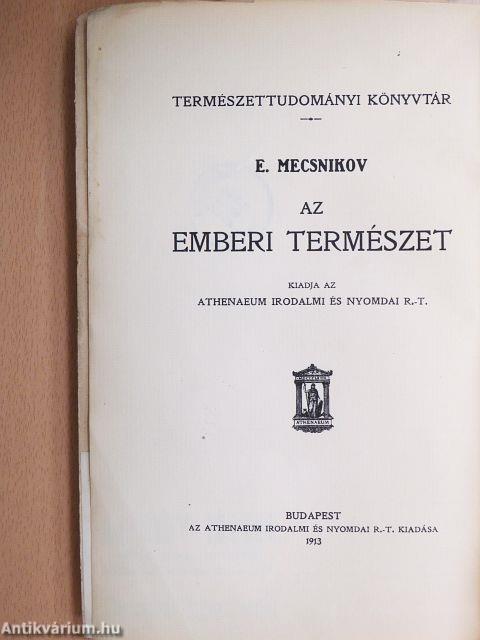 TERMÉSZETTUDOMÁNYI KÖNYVTÁR
E. MECSNIKOV
AZ
EMBERI TERMÉSZET
KIADJA AZ
ATHENAEUM IRODALMI ÉS NYOMDAI R.-T.
ATHENAEUM
BUDAPEST
AZ ATHENAEUM IRODALMI ÉS NYOMDAI R.-T. KIADÁSA
1913
Antikvárium.hu